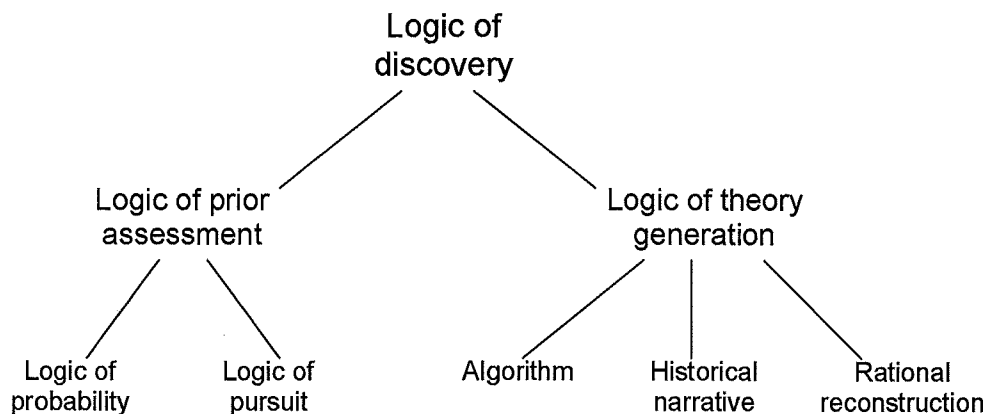 Logic of
discovery
Logic of prior
assessment
Logic of theory
generation
Logic of
probability
Logic of
pursuit
Algorithm
Historical
narrative
Rational
reconstruction